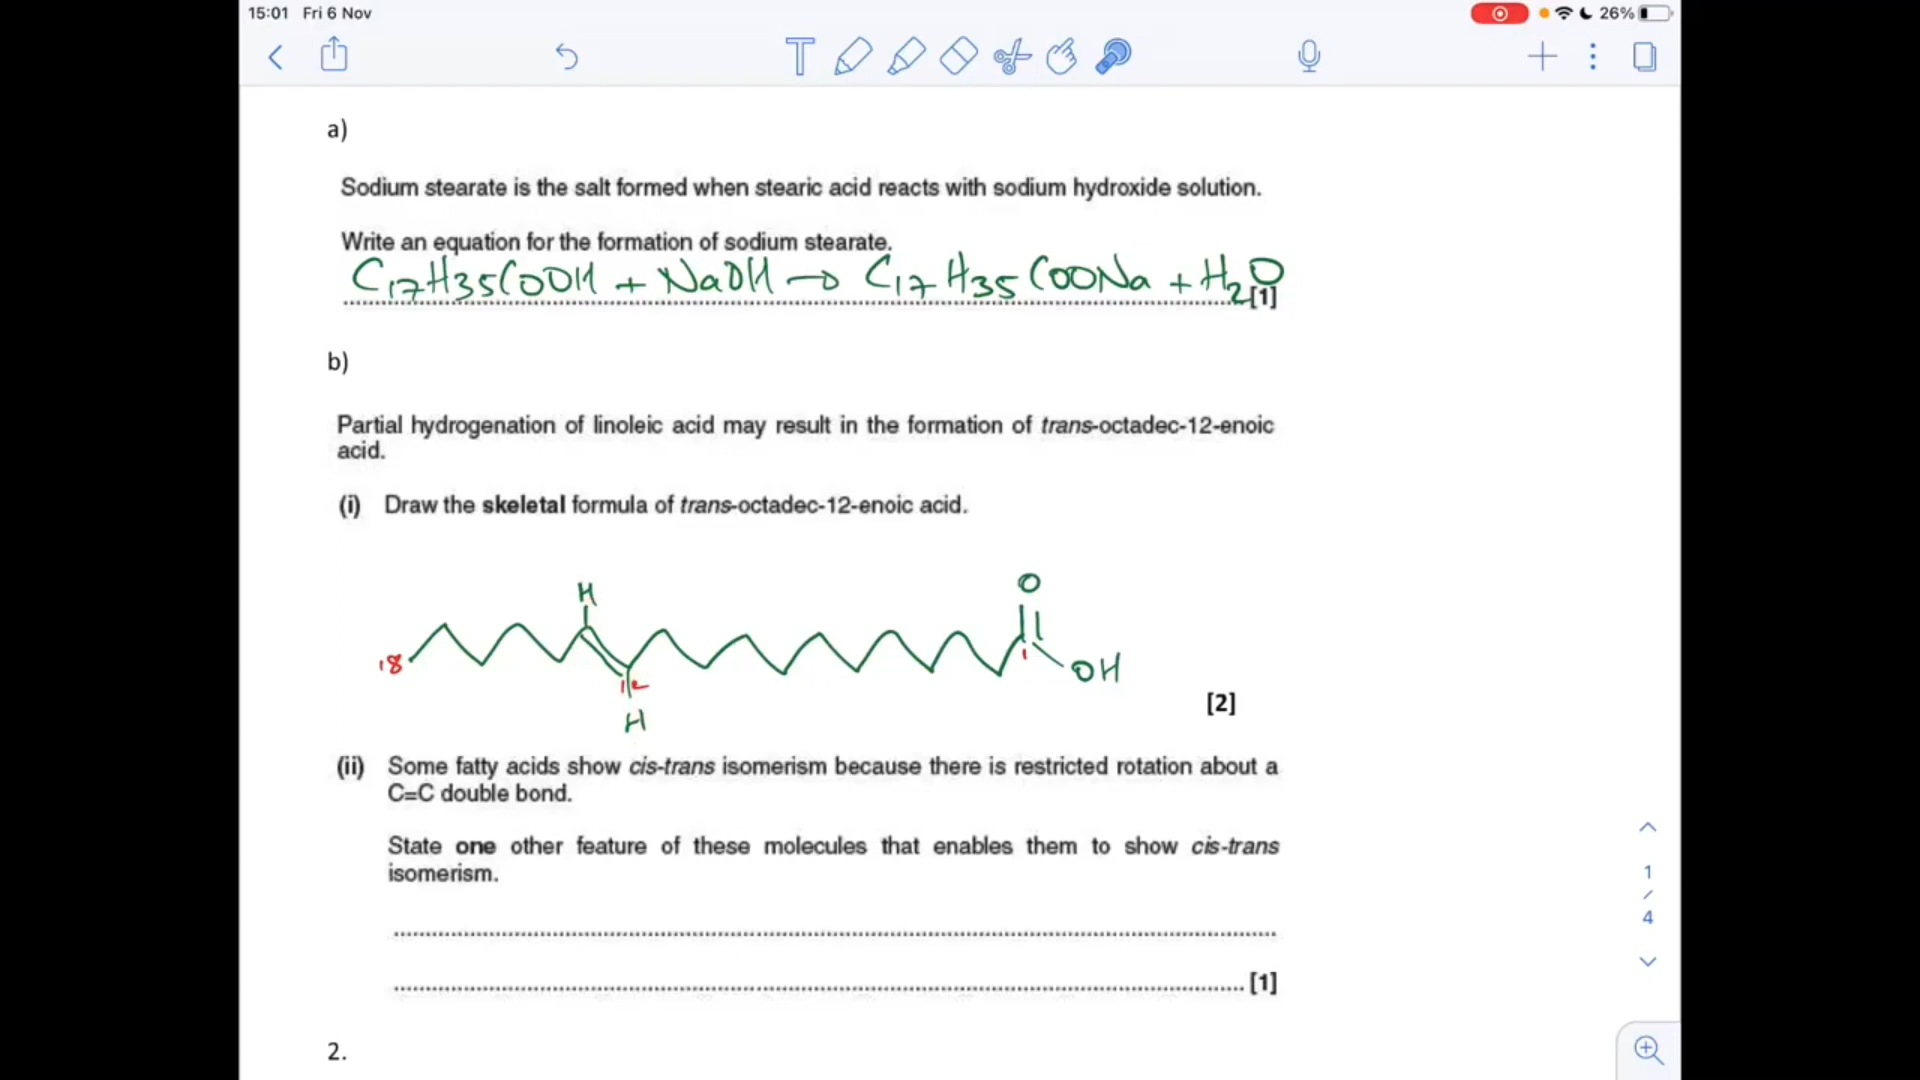 15:01 Fri 6 Nov
26%
a)
Sodium stearate is the salt formed when stearic acid reacts with sodium hydroxide solution.
Write an equation for the formation of sodium stearate.
C17H35COOH + NaOH → C17H35COONa + H2O
[1]
b)
Partial hydrogenation of linoleic acid may result in the formation of trans-octadec-12-enoic
acid.
(i) Draw the skeletal formula of trans-octadec-12-enoic acid.
H
O
18
1
OH
12
H
[2]
(ii) Some fatty acids show cis-trans isomerism because there is restricted rotation about a
C=C double bond.
State one other feature of these molecules that enables them to show cis-trans
isomerism.
[1]
1
/
4
2.